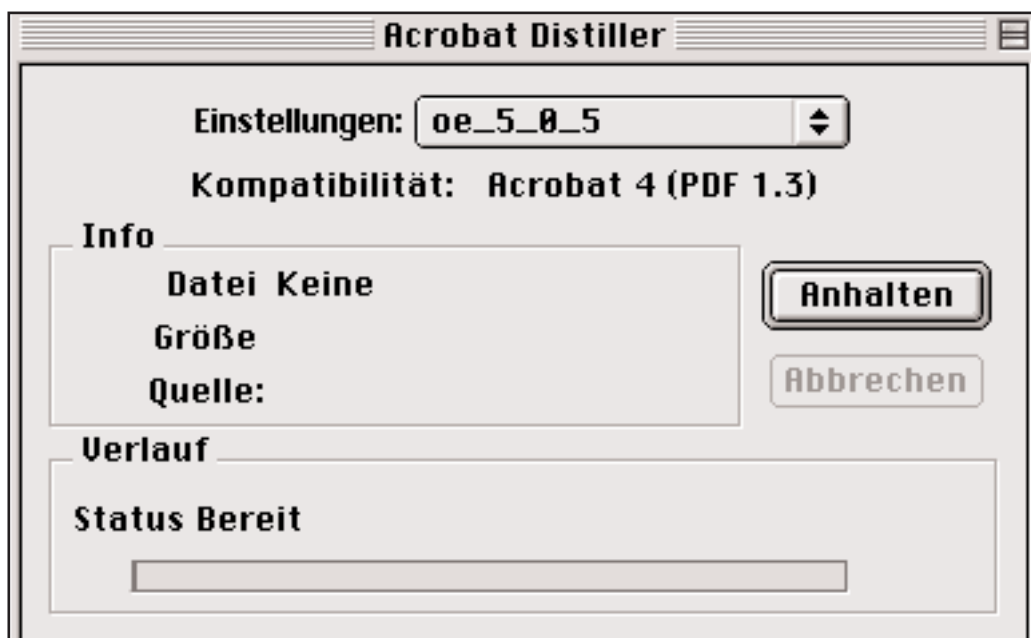 Acrobat Distiller
Einstellungen: oe_5_0_5
Kompatibilität: Acrobat 4 (PDF 1.3)
Info
Datei Keine
Größe
Quelle:
Anhalten
Abbrechen
Verlauf
Status Bereit